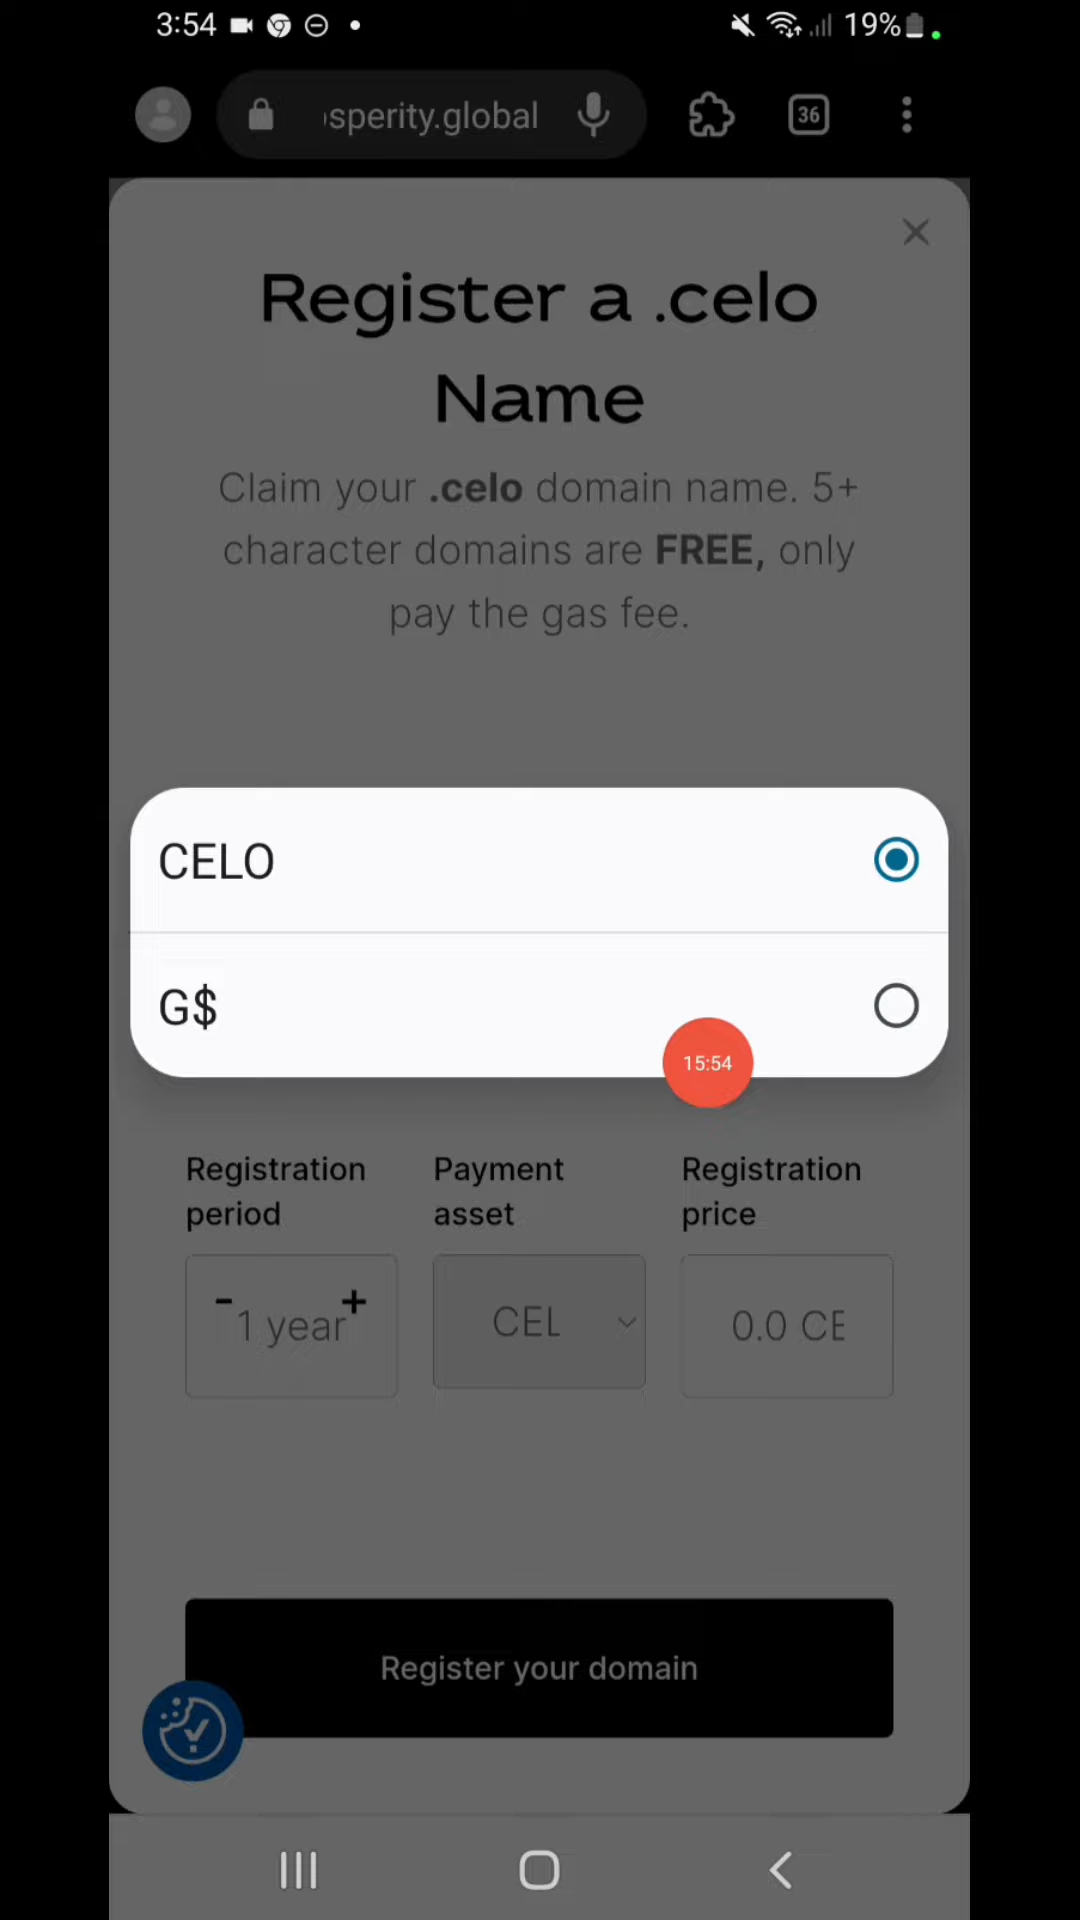 3:54
19%
osperity.global
36
Register a .celo
Name
Claim your .celo domain name. 5+
character domains are FREE, only
pay the gas fee.
CELO
G$
15:54
Registration period
Payment asset
Registration price
- 1 year +
CEL
0.0 CE
Register your domain